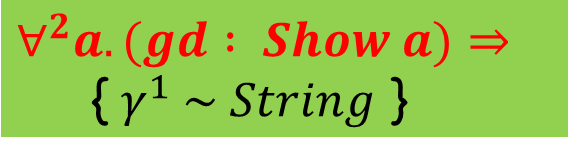 ∀²a. (gd : Show a) ⇒
{ γ¹ ~ String }